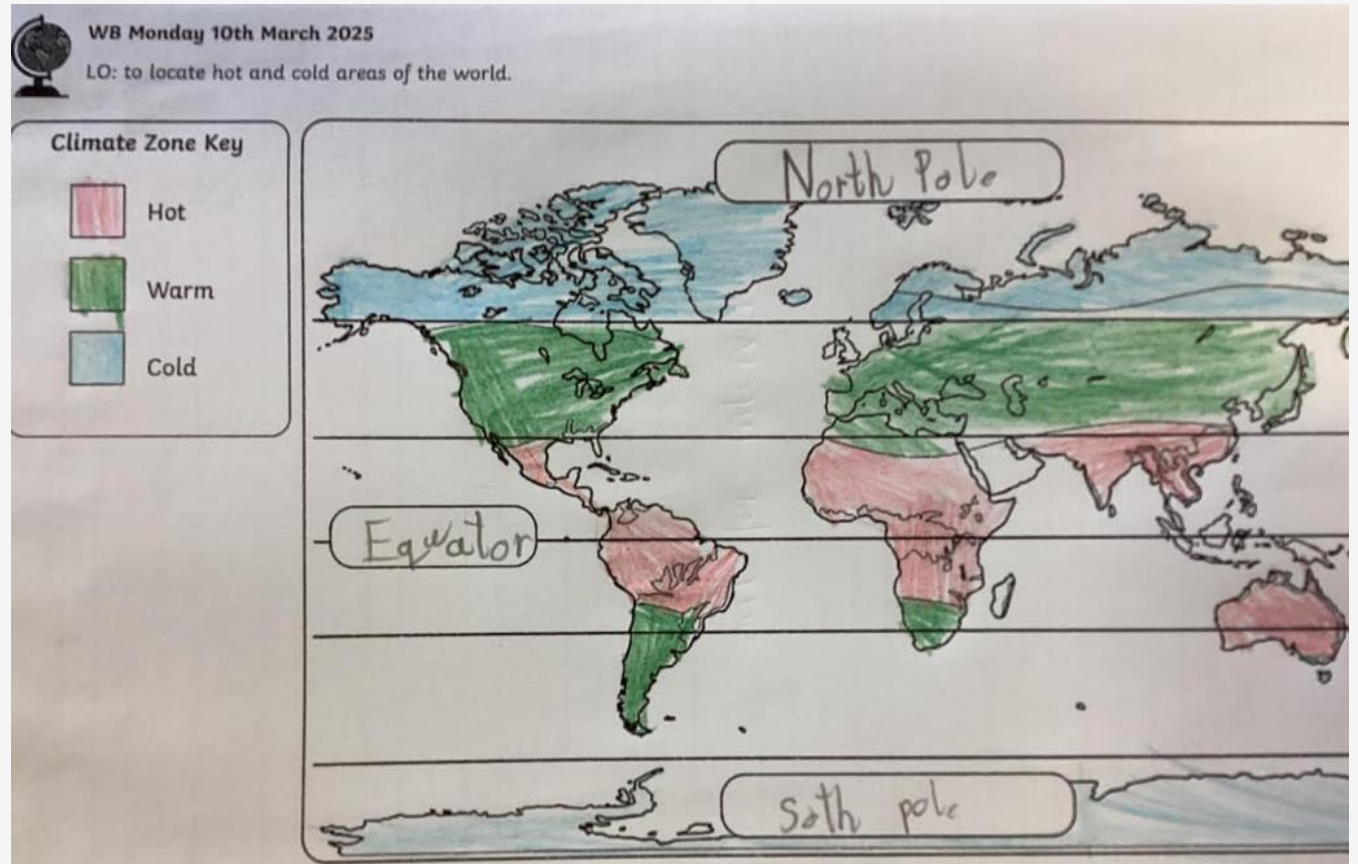 WB Monday 10th March 2025
LO: to locate hot and cold areas of the world.
Climate Zone Key
Hot
Warm
Cold
North Pole
Equator
Soth pole